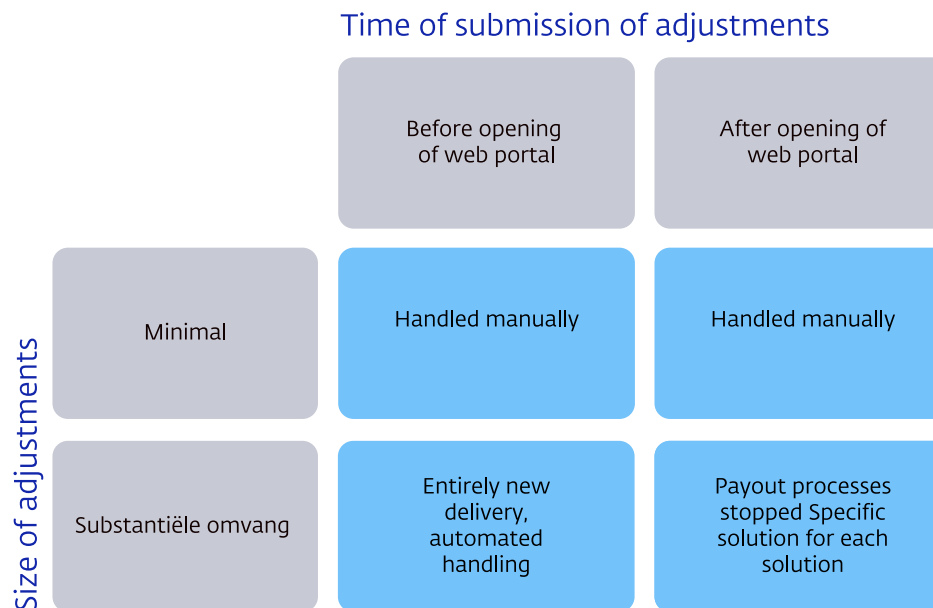 Time of submission of adjustments
Before opening
of web portal
After opening of
web portal
Size of adjustments
Minimal
Handled manually
Handled manually
Substantiële omvang
Entirely new
delivery,
automated
handling
Payout processes
stopped Specific
solution for each
solution